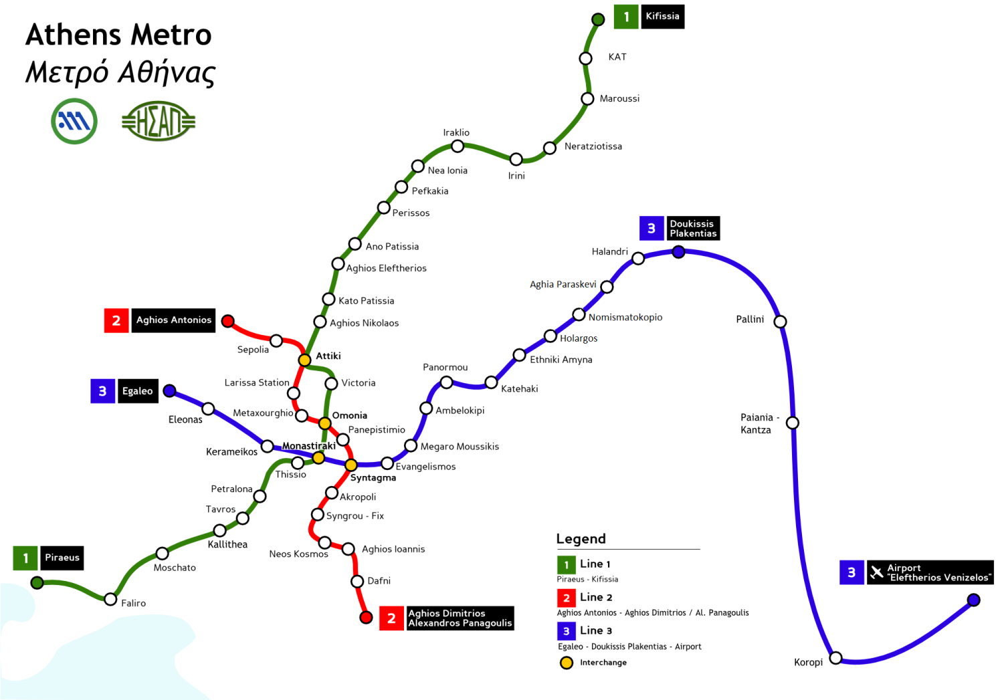 Athens Metro
Μετρό Αθήνας
ΗΣΑΠ
1 Kifissia
KAT
Maroussi
Neratziotissa
Irini
Iraklio
Nea Ionia
Pefkakia
Perissos
Ano Patissia
Aghios Eleftherios
Kato Patissia
Aghios Nikolaos
2 Aghios Antonios
Sepolia
Attiki
Larissa Station
Victoria
Metaxourghio
Omonia
Panepistimio
3 Egaleo
Eleonas
Kerameikos
Monastiraki
Thissio
Syntagma
Evangelismos
Megaro Moussikis
Ambelokipi
Panormou
Katehaki
Ethniki Amyna
Holargos
Nomismatokopio
Aghia Paraskevi
Halandri
3 Doukissis
Plakentias
Pallini
Paiania -
Kantza
Koropi
3 Airport
"Eleftherios Venizelos"
Petralona
Tavros
Kallithea
Moschato
Faliro
1 Piraeus
Akropoli
Syngrou - Fix
Neos Kosmos
Aghios Ioannis
Dafni
2 Aghios Dimitrios
Alexandros Panagoulis
Legend
1 Line 1
Piraeus - Kifissia
2 Line 2
Aghios Antonios - Aghios Dimitrios / Al. Panagoulis
3 Line 3
Egaleo - Doukissis Plakentias - Airport
Interchange